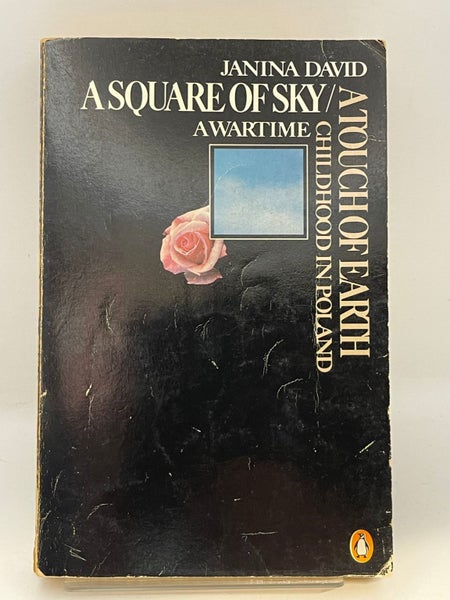 JANINA DAVID
A SQUARE OF SKY/
A TOUCH OF EARTH
A WARTIME
CHILDHOOD IN POLAND